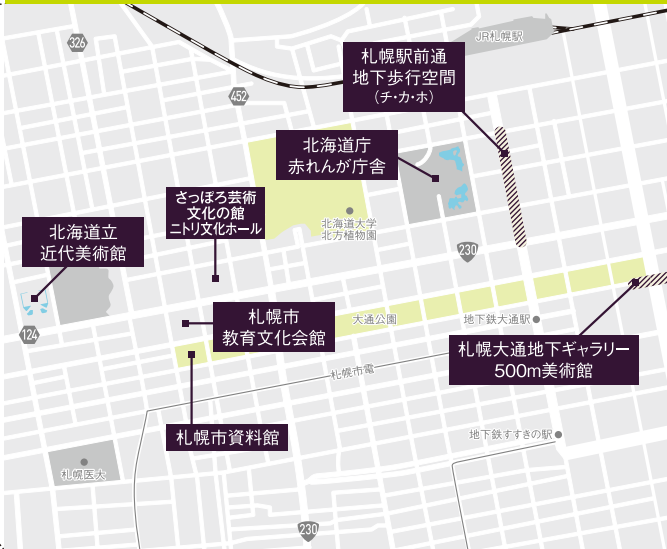 JR札幌駅
326
札幌駅前通
地下歩行空間
（チ・カ・ホ）
452
北海道庁
赤れんが庁舎
さっぽろ芸術
文化の館
ニトリ文化ホール
北海道大学
北方植物園
北海道立
近代美術館
230
札幌市
教育文化会館
大通公園
地下鉄大通駅
124
札幌大通地下ギャラリー
500m美術館
札幌市電
札幌市資料館
地下鉄すすきの駅
札幌医大
230